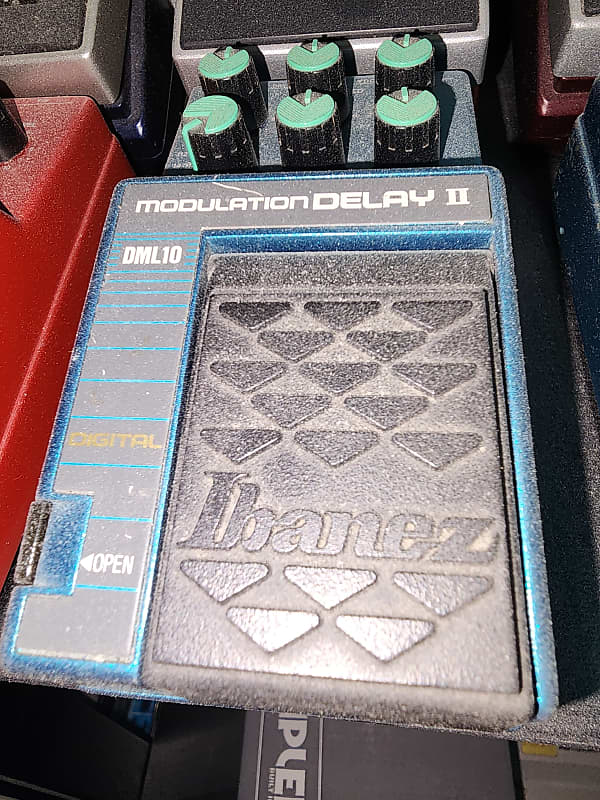 MODULATION DELAY II
DML10
DIGITAL
◀OPEN
Ibanez